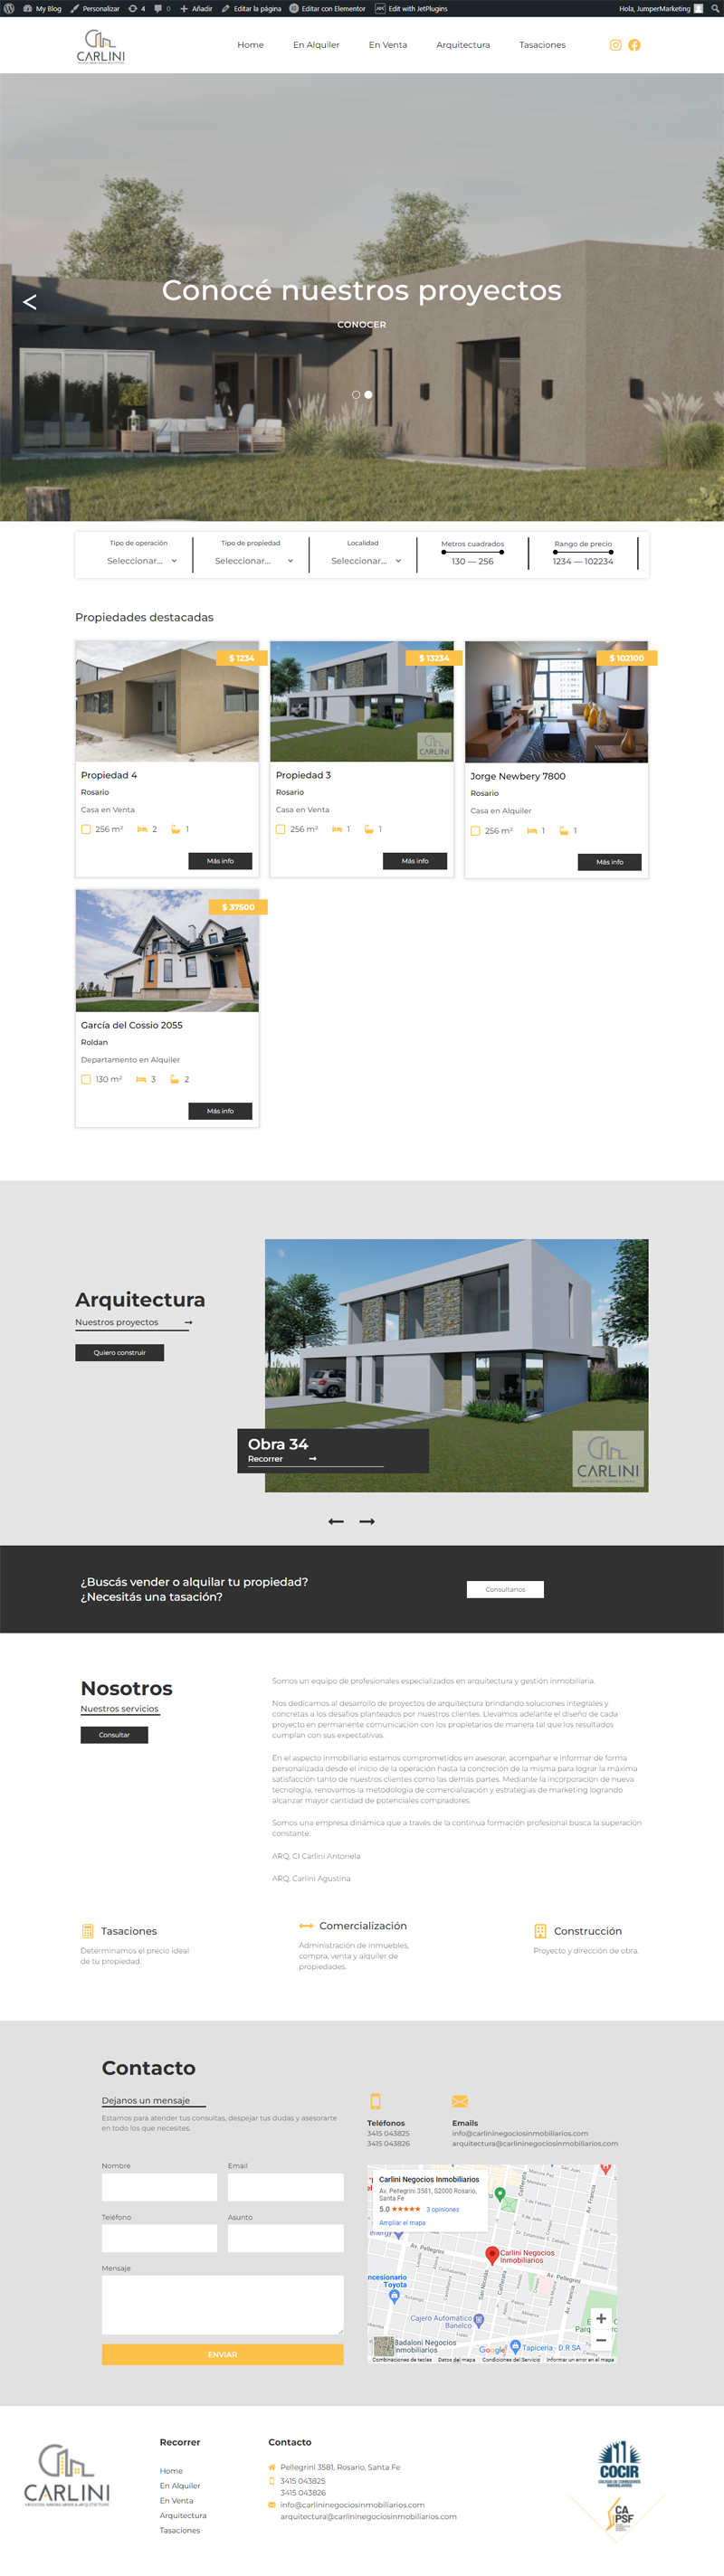 My Blog Personalizar 4 0 Añadir Editar la página Editar con Elementor Edit with JetPlugins Hola, JumperMarketing
CARLINI
Home En Alquiler En Venta Arquitectura Tasaciones
Conocé nuestros proyectos
CONOCER
Tipo de operación Tipo de propiedad Localidad Metros cuadrados Rango de precio
Seleccionar... Seleccionar... Seleccionar... 130 — 256 1234 — 102234
Propiedades destacadas
$ 1234
Propiedad 4
Rosario
Casa en Venta
256 m² 2 1
Más info
$ 13234
CARLINI
Propiedad 3
Rosario
Casa en Venta
256 m² 1 1
Más info
$ 102100
Jorge Newbery 7800
Rosario
Casa en Alquiler
256 m² 1 1
Más info
$ 37500
García del Cossio 2055
Roldan
Departamento en Alquiler
130 m² 3 2
Más info
Arquitectura
Nuestros proyectos
Quiero construir
Obra 34
Recorrer
CARLINI
¿Buscás vender o alquilar tu propiedad?
¿Necesitás una tasación?
Consultanos
Nosotros
Nuestros servicios
Consultar
Somos un equipo de profesionales especializados en arquitectura y gestión inmobiliaria.
Nos dedicamos al desarrollo de proyectos de arquitectura brindando soluciones integrales y
concretas a los desafíos planteados por nuestros clientes. Llevamos adelante el diseño de cada
proyecto en permanente comunicación con los propietarios de manera tal que los resultados
cumplan con sus expectativas.
En el aspecto inmobiliario estamos comprometidos en asesorar, acompañar e informar de forma
personalizada desde el inicio de la operación hasta la concreción de la misma para lograr la máxima
satisfacción tanto de nuestros clientes como las demás partes. Mediante la incorporación de nueva
tecnología, renovamos la metodología de comercialización y estrategias de marketing logrando
alcanzar mayor cantidad de potenciales compradores.
Somos una empresa dinámica que a través de la continua formación profesional busca la superación
constante.
ARQ. CI Carlini Antonela
ARQ. Carlini Agustina
Tasaciones
Determinamos el precio ideal
de tu propiedad.
Comercialización
Administración de inmuebles,
compra, venta y alquiler de
propiedades.
Construcción
Proyecto y dirección de obra.
Contacto
Dejanos un mensaje
Estamos para atender tus consultas, despejar tus dudas y asesorarte
en todo los que necesites.
Nombre Email
Teléfono Asunto
Mensaje
ENVIAR
Teléfonos
3415 043825
3415 043826
Emails
info@carlininegociosinmobiliarios.com
arquitectura@carlininegociosinmobiliarios.com
Carlini Negocios Inmobiliarios
Av. Pellegrini 3581, S2000 Rosario,
Santa Fe
5.0 3 opiniones
Ampliar el mapa
energy
Av. Pellegrini
Carlini Negocios
Inmobiliarios
Av. Pellegrini
ncesionario
Toyota
San Nicolás
Cafferata
Av. Francia
Cajero Automático
Banelco
Badaloni Negocios
Inmobiliarios
Google
Tapiceria - D.R SA
Combinaciones de teclas Datos del mapa Condiciones del Servicio Informar un error en el mapa
CARLINI
Recorrer
Home
En Alquiler
En Venta
Arquitectura
Tasaciones
Contacto
Pellegrini 3581, Rosario, Santa Fe
3415 043825
3415 043826
info@carlininegociosinmobiliarios.com
arquitectura@carlininegociosinmobiliarios.com
COCIR
CA
PSF